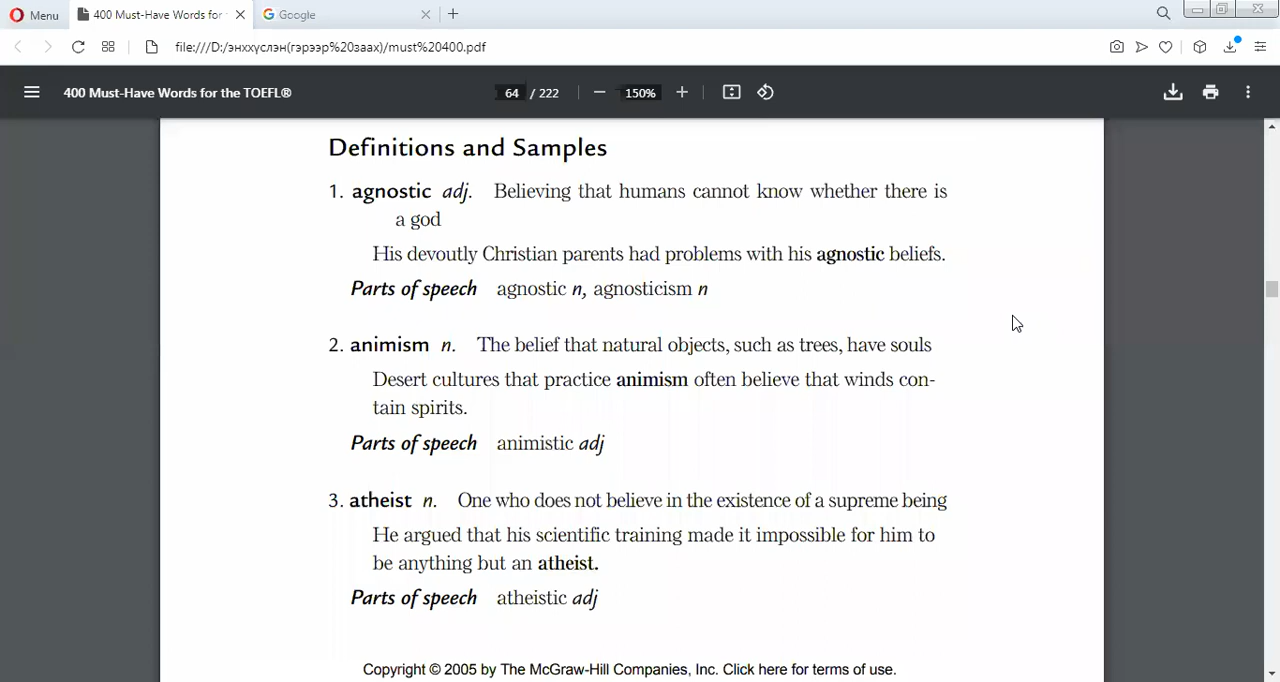 Menu
400 Must-Have Words for
Google
file:///D:/энххүслэн(гэрээр%20заах)/must%20400.pdf
400 Must-Have Words for the TOEFL®
64 / 222
150%
Definitions and Samples
1. agnostic adj. Believing that humans cannot know whether there is
a god
His devoutly Christian parents had problems with his agnostic beliefs.
Parts of speech agnostic n, agnosticism n
2. animism n. The belief that natural objects, such as trees, have souls
Desert cultures that practice animism often believe that winds con-
tain spirits.
Parts of speech animistic adj
3. atheist n. One who does not believe in the existence of a supreme being
He argued that his scientific training made it impossible for him to
be anything but an atheist.
Parts of speech atheistic adj
Copyright © 2005 by The McGraw-Hill Companies, Inc. Click here for terms of use.